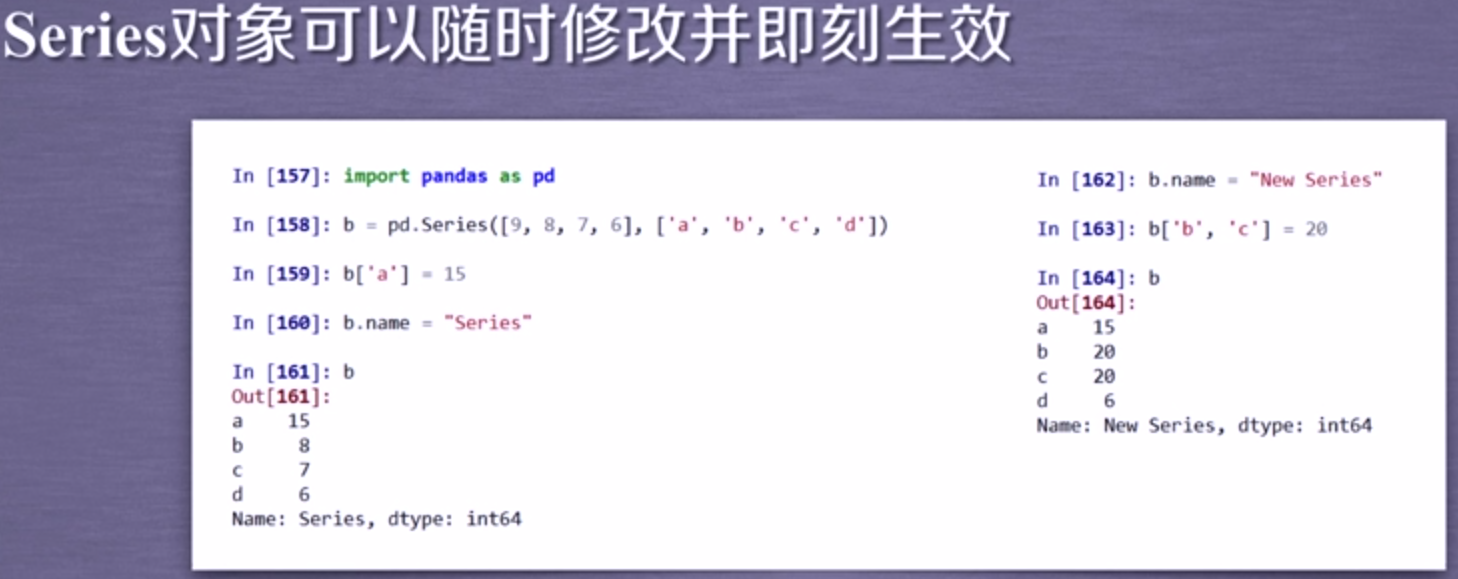 Series对象可以随时修改并即刻生效
In [157]: import pandas as pd
In [158]: b = pd.Series([9, 8, 7, 6], ['a', 'b', 'c', 'd'])
In [159]: b['a'] = 15
In [160]: b.name = "Series"
In [161]: b
Out[161]:
a    15
b     8
c     7
d     6
Name: Series, dtype: int64
In [162]: b.name = "New Series"
In [163]: b['b', 'c'] = 20
In [164]: b
Out[164]:
a    15
b    20
c    20
d     6
Name: New Series, dtype: int64